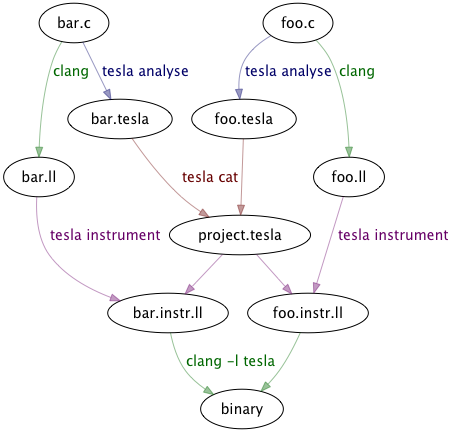 bar.c
foo.c
clang
tesla analyse
tesla analyse
clang
bar.tesla
foo.tesla
bar.ll
tesla cat
foo.ll
tesla instrument
project.tesla
tesla instrument
bar.instr.ll
foo.instr.ll
clang -l tesla
binary